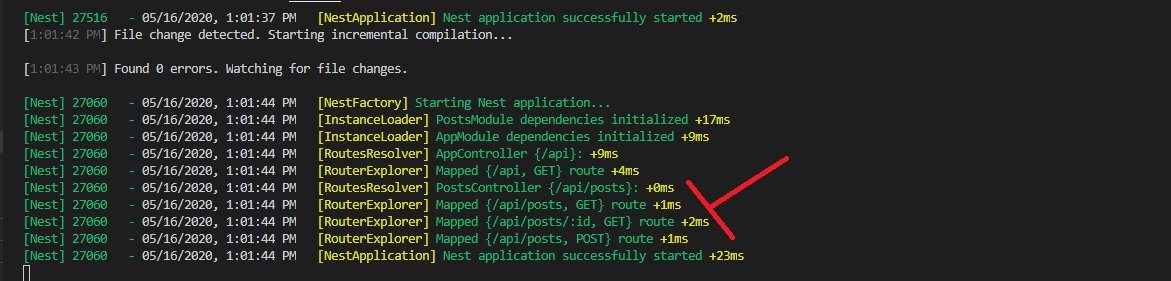 [Nest] 27516   - 05/16/2020, 1:01:37 PM   [NestApplication] Nest application successfully started +2ms
[1:01:42 PM] File change detected. Starting incremental compilation...
[1:01:43 PM] Found 0 errors. Watching for file changes.
[Nest] 27060   - 05/16/2020, 1:01:44 PM   [NestFactory] Starting Nest application...
[Nest] 27060   - 05/16/2020, 1:01:44 PM   [InstanceLoader] PostsModule dependencies initialized +17ms
[Nest] 27060   - 05/16/2020, 1:01:44 PM   [InstanceLoader] AppModule dependencies initialized +9ms
[Nest] 27060   - 05/16/2020, 1:01:44 PM   [RoutesResolver] AppController {/api}: +9ms
[Nest] 27060   - 05/16/2020, 1:01:44 PM   [RouterExplorer] Mapped {/api, GET} route +4ms
[Nest] 27060   - 05/16/2020, 1:01:44 PM   [RoutesResolver] PostsController {/api/posts}: +0ms
[Nest] 27060   - 05/16/2020, 1:01:44 PM   [RouterExplorer] Mapped {/api/posts, GET} route +1ms
[Nest] 27060   - 05/16/2020, 1:01:44 PM   [RouterExplorer] Mapped {/api/posts/:id, GET} route +2ms
[Nest] 27060   - 05/16/2020, 1:01:44 PM   [RouterExplorer] Mapped {/api/posts, POST} route +1ms
[Nest] 27060   - 05/16/2020, 1:01:44 PM   [NestApplication] Nest application successfully started +23ms